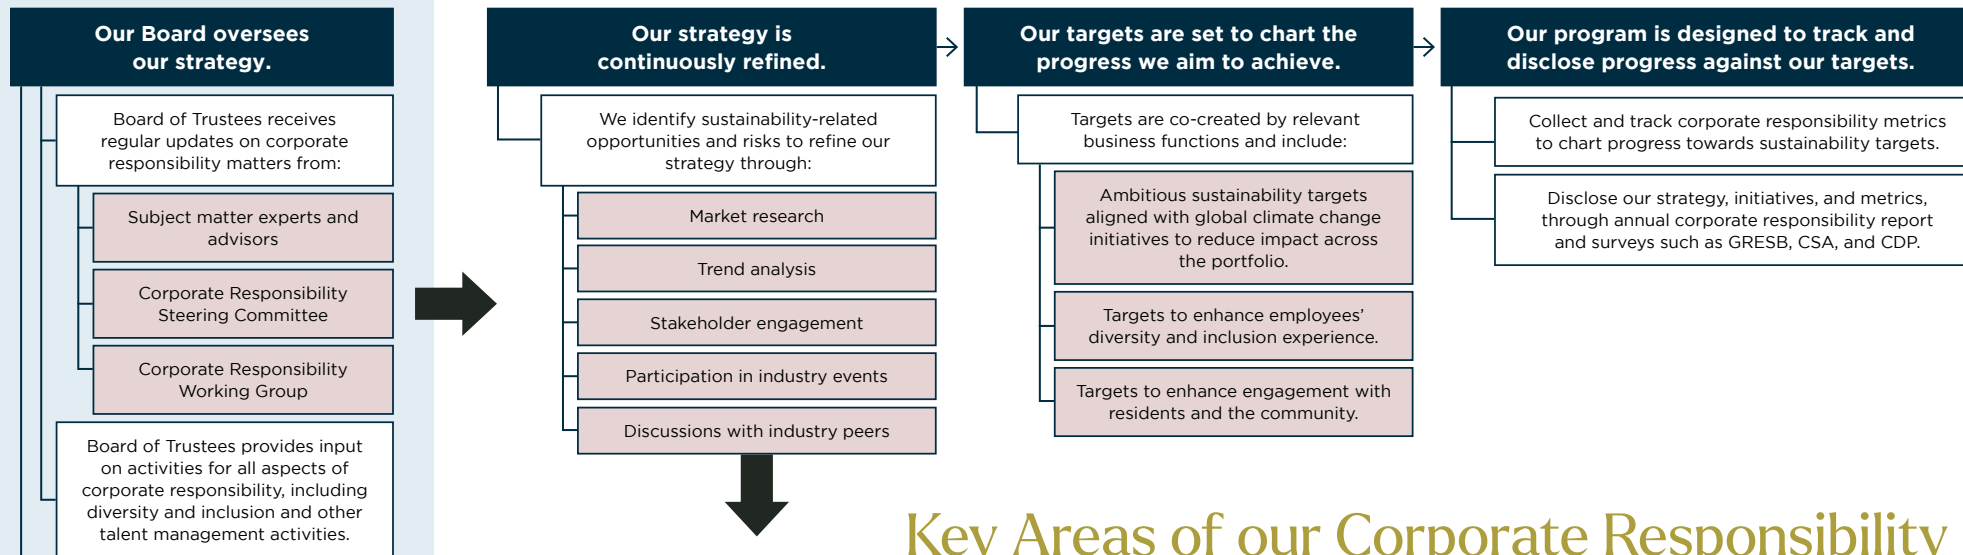 Our Board oversees
our strategy.
Board of Trustees receives
regular updates on corporate
responsibility matters from:
Subject matter experts and
advisors
Corporate Responsibility
Steering Committee
Corporate Responsibility
Working Group
Board of Trustees provides input
on activities for all aspects of
corporate responsibility, including
diversity and inclusion and other
talent management activities.
Our strategy is
continuously refined.
We identify sustainability-related
opportunities and risks to refine our
strategy through:
Market research
Trend analysis
Stakeholder engagement
Participation in industry events
Discussions with industry peers
Our targets are set to chart the
progress we aim to achieve.
Targets are co-created by relevant
business functions and include:
Ambitious sustainability targets
aligned with global climate change
initiatives to reduce impact across
the portfolio.
Targets to enhance employees’
diversity and inclusion experience.
Targets to enhance engagement with
residents and the community.
Our program is designed to track and
disclose progress against our targets.
Collect and track corporate responsibility metrics
to chart progress towards sustainability targets.
Disclose our strategy, initiatives, and metrics,
through annual corporate responsibility report
and surveys such as GRESB, CSA, and CDP.
Key Areas of our Corporate Responsibility